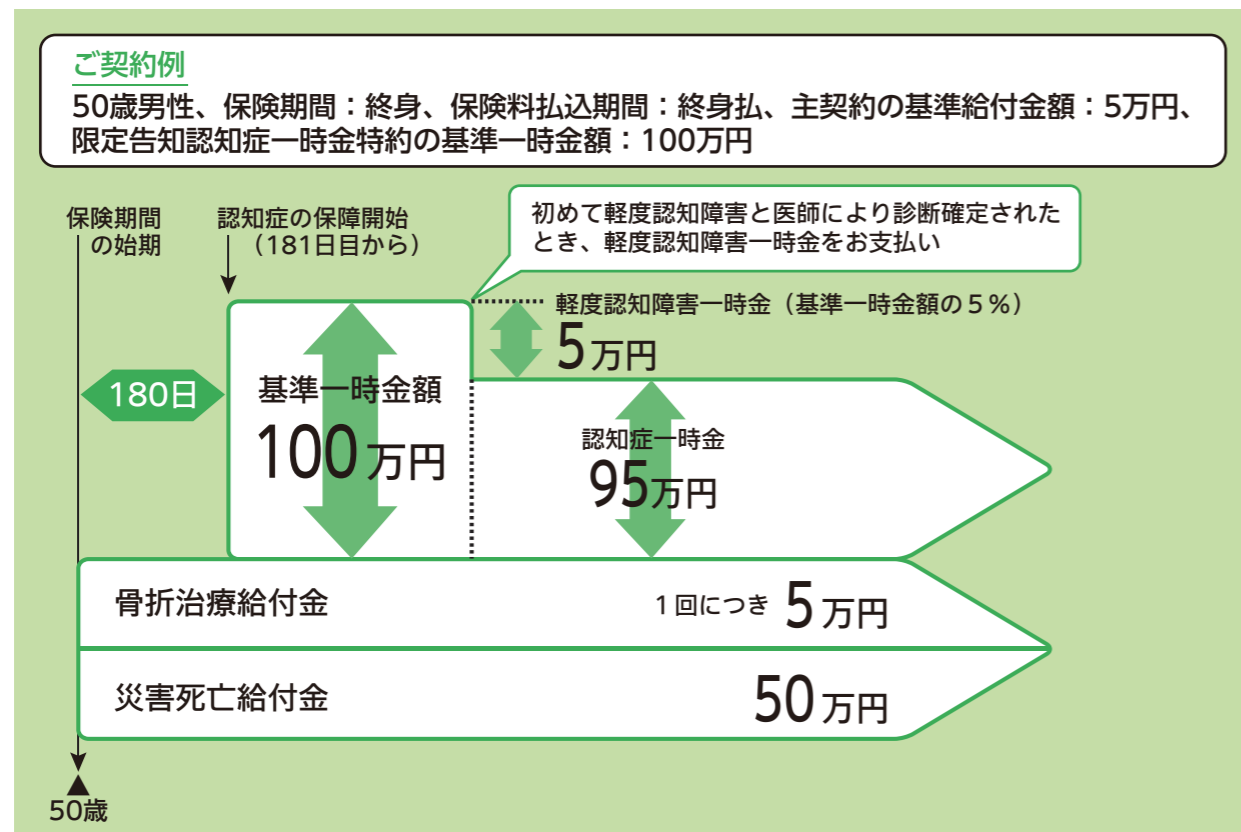 ご契約例
50歳男性、保険期間：終身、保険料払込期間：終身払、主契約の基準給付金額：5万円、
限定告知認知症一時金特約の基準一時金額：100万円
保険期間
の始期
認知症の保障開始
（181日目から）
初めて軽度認知障害と医師により診断確定された
とき、軽度認知障害一時金をお支払い
軽度認知障害一時金（基準一時金額の５％）
5万円
180日
基準一時金額
100万円
認知症一時金
95万円
骨折治療給付金
１回につき 5万円
災害死亡給付金
50万円
50歳